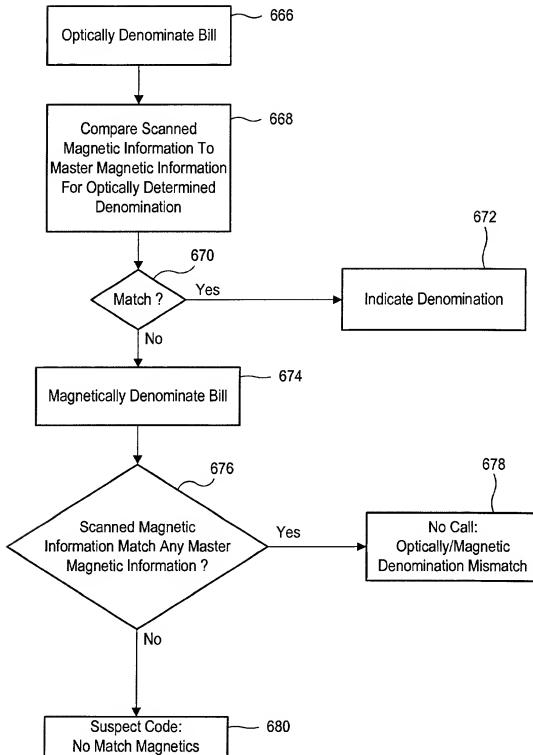 Optically Denominate Bill
666
Compare Scanned
Magnetic Information To
Master Magnetic Information
For Optically Determined
Denomination
668
670
Match ?
Yes
672
Indicate Denomination
No
Magnetically Denominate Bill
674
676
Scanned Magnetic
Information Match Any Master
Magnetic Information ?
Yes
678
No Call:
Optically/Magnetic
Denomination Mismatch
No
Suspect Code:
No Match Magnetics
680